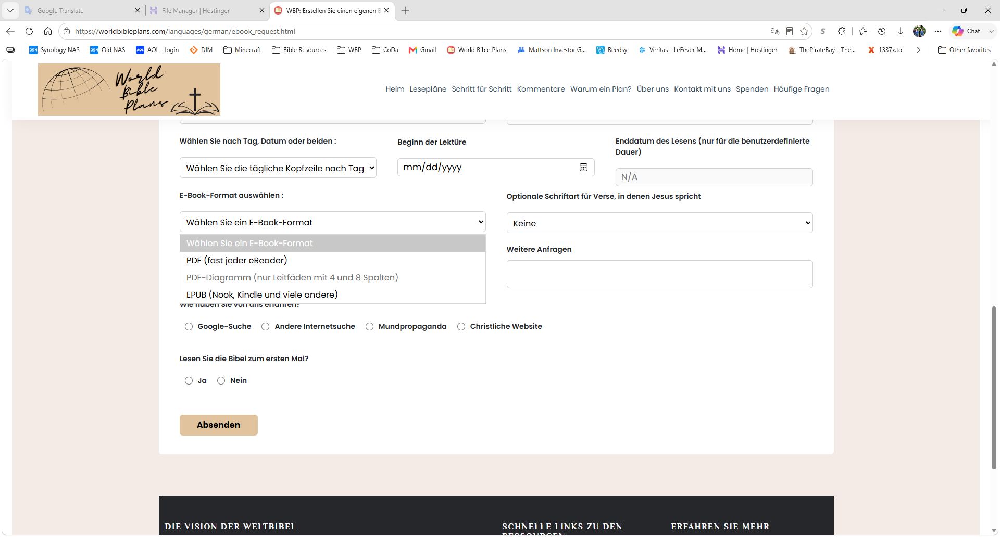 Google Translate
File Manager | Hostinger
WBP: Erstellen Sie einen eigenen
https://worldbibleplans.com/languages/german/ebook_request.html
Chat
Synology NAS
Old NAS
AOL - login
DIM
Minecraft
Bible Resources
WBP
CoDa
Gmail
World Bible Plans
Mattson Investor G...
Reedsy
Veritas - LeFever M...
Home | Hostinger
ThePirateBay - The...
1337x.to
Other favorites
World
Bible
Plans
Heim Lesepläne Schritt für Schritt Kommentare Warum ein Plan? Über uns Kontakt mit uns Spenden Häufige Fragen
Wählen Sie nach Tag, Datum oder beiden :
Beginn der Lektüre
Enddatum des Lesens (nur für die benutzerdefinierte
Dauer)
Wählen Sie die tägliche Kopfzeile nach Tag
mm/dd/yyyy
N/A
E-Book-Format auswählen :
Optionale Schriftart für Verse, in denen Jesus spricht
Wählen Sie ein E-Book-Format
Keine
Wählen Sie ein E-Book-Format
PDF (fast jeder eReader)
PDF-Diagramm (nur Leitfäden mit 4 und 8 Spalten)
EPUB (Nook, Kindle und viele andere)
Weitere Anfragen
Wie haben Sie von uns erfahren?
Google-Suche
Andere Internetsuche
Mundpropaganda
Christliche Website
Lesen Sie die Bibel zum ersten Mal?
Ja
Nein
Absenden
DIE VISION DER WELTBIBEL
SCHNELLE LINKS ZU DEN
RESSOURCEN
ERFAHREN SIE MEHR